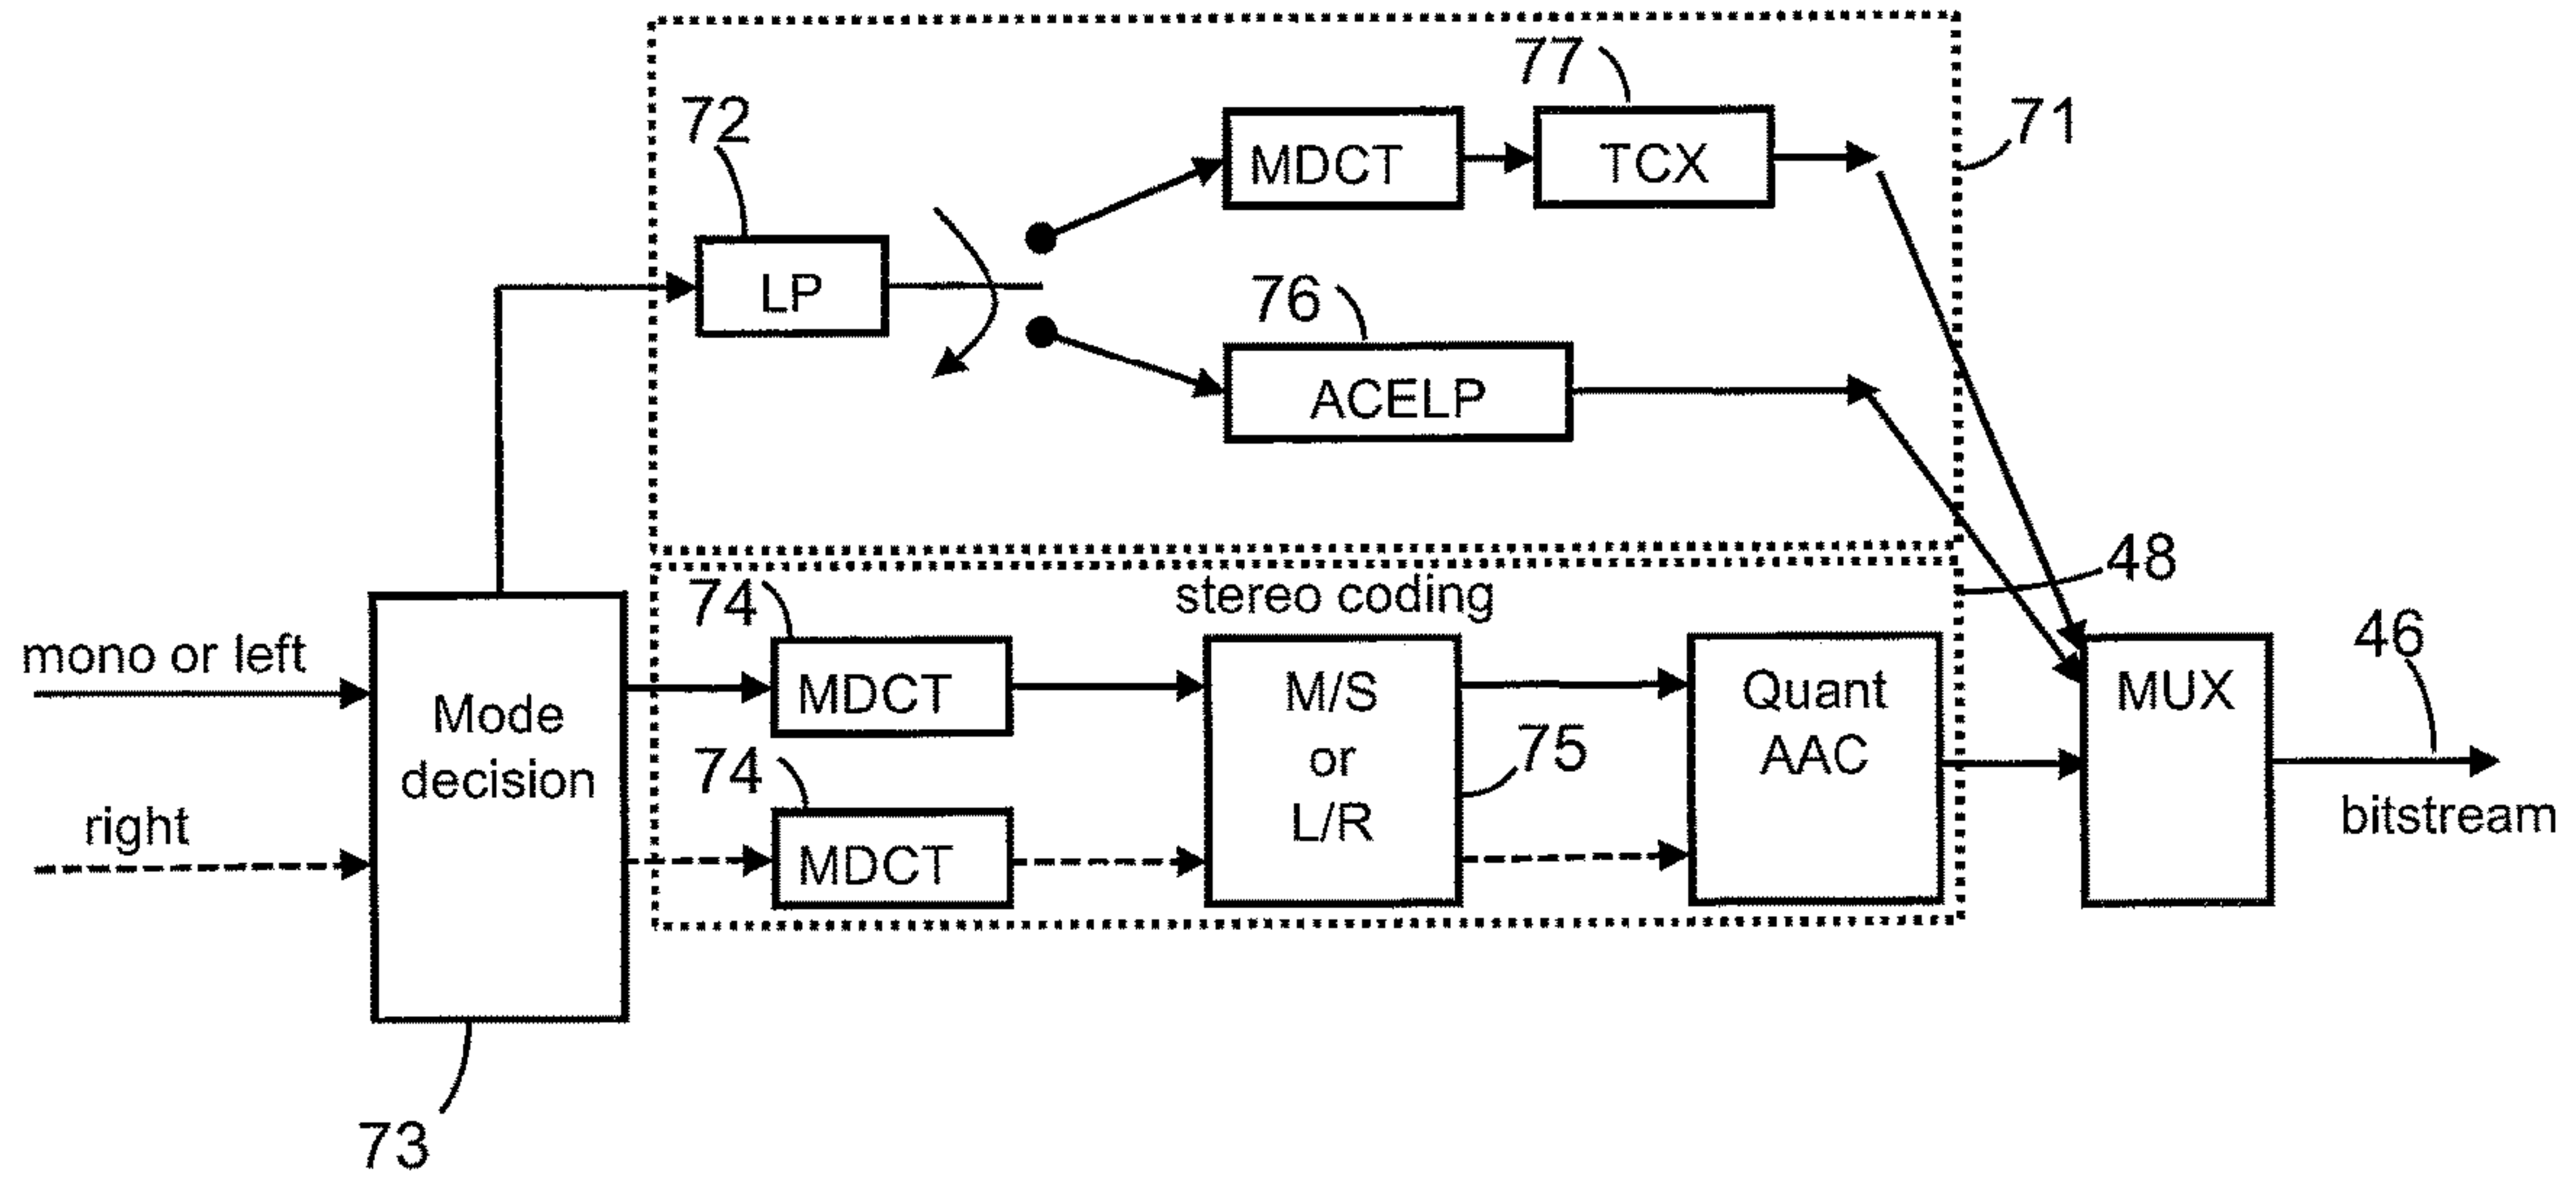 77
71
72
MDCT
TCX
LP
76
ACELP
48
74
stereo coding
46
mono or left
MDCT
M/S
or
L/R
Quant
AAC
MUX
Mode
decision
75
74
right
MDCT
bitstream
73